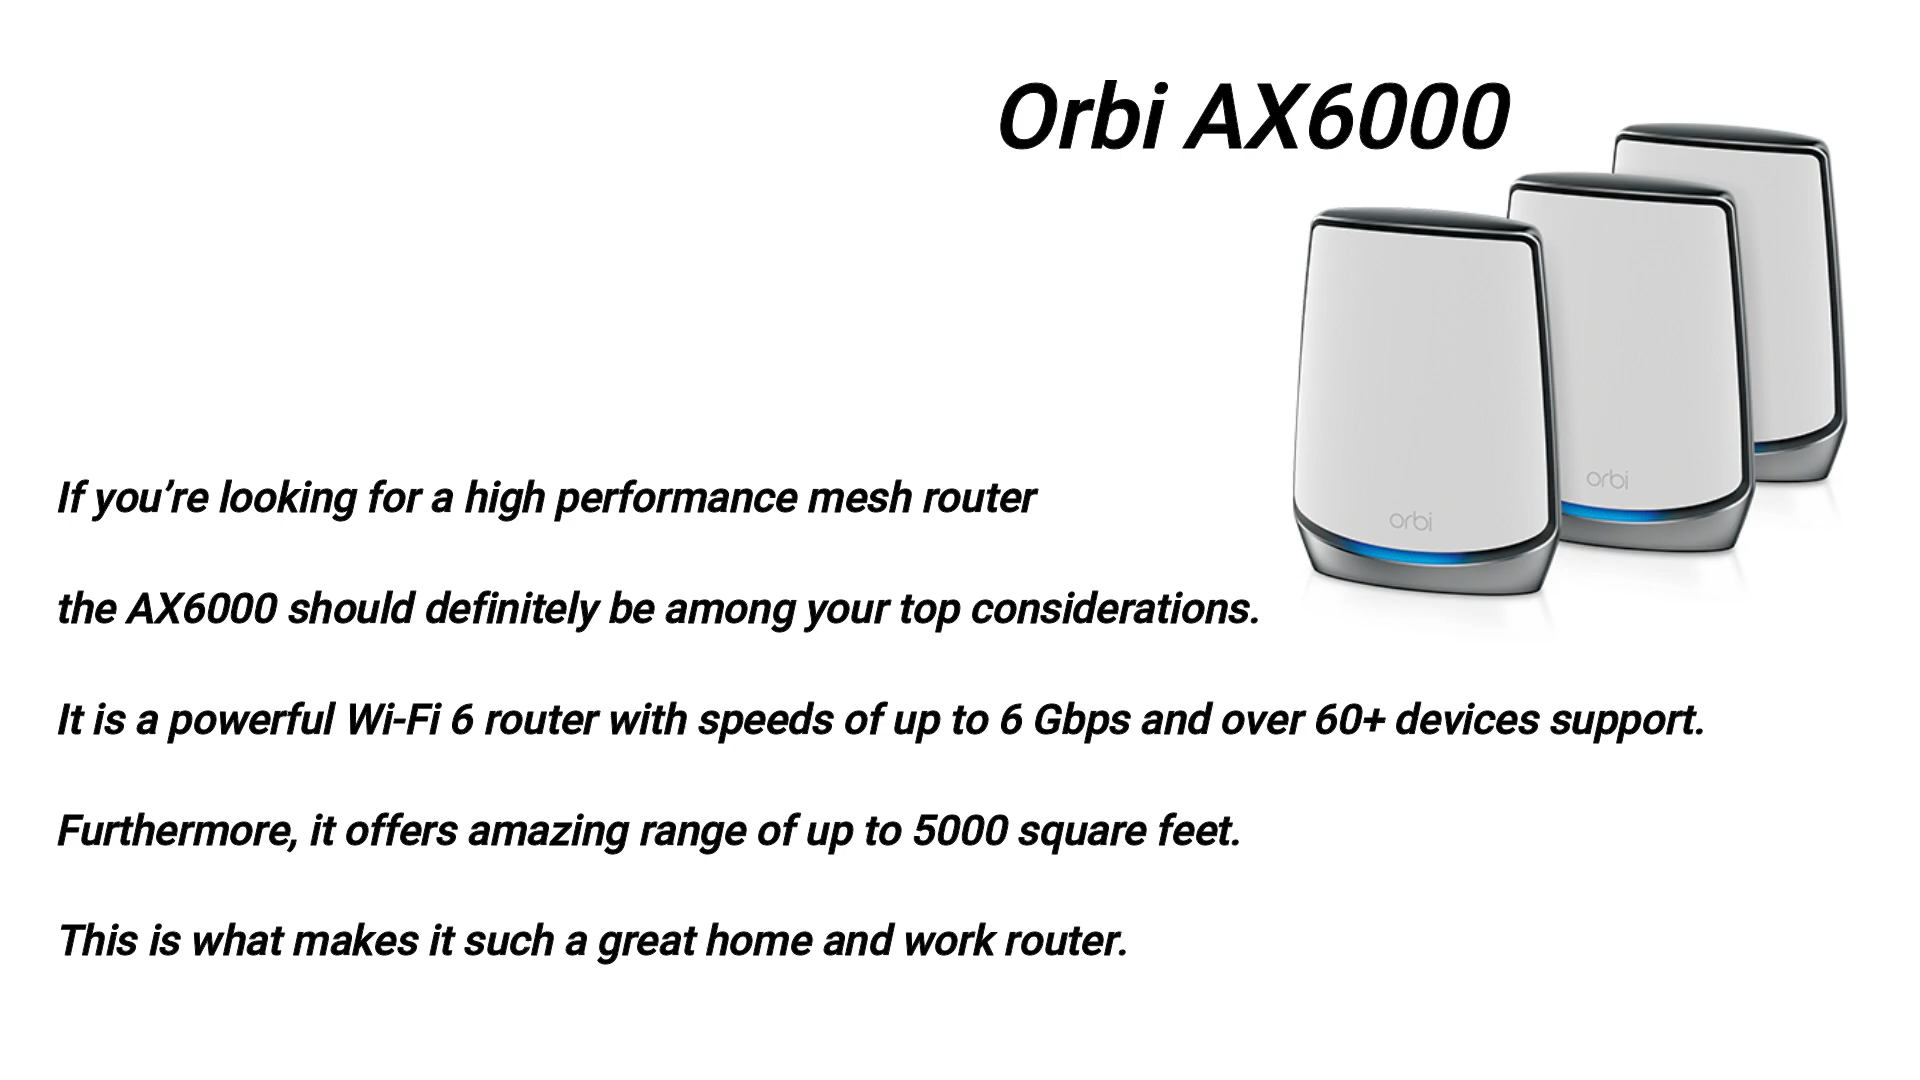 Orbi AX6000
orbi
orbi
If you’re looking for a high performance mesh router
the AX6000 should definitely be among your top considerations.
It is a powerful Wi-Fi 6 router with speeds of up to 6 Gbps and over 60+ devices support.
Furthermore, it offers amazing range of up to 5000 square feet.
This is what makes it such a great home and work router.